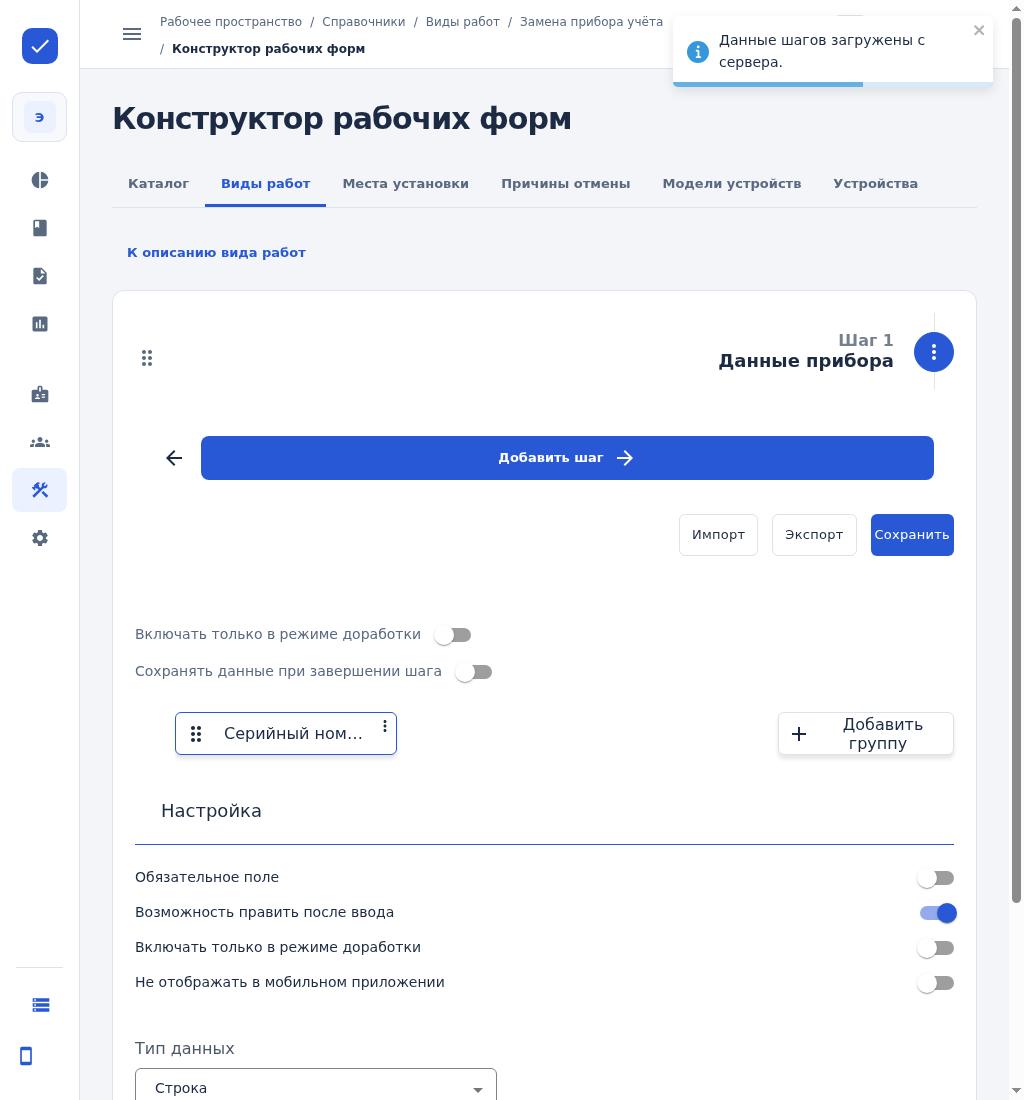 Рабочее пространство / Справочники / Виды работ / Замена прибора учёта
/ Конструктор рабочих форм
Данные шагов загружены с
сервера.
Э
Конструктор рабочих форм
Каталог
Виды работ
Места установки
Причины отмены
Модели устройств
Устройства
К описанию вида работ
Шаг 1
Данные прибора
Добавить шаг
Импорт
Экспорт
Сохранить
Включать только в режиме доработки
Сохранять данные при завершении шага
Серийный ном...
Добавить
группу
Настройка
Обязательное поле
Возможность править после ввода
Включать только в режиме доработки
Не отображать в мобильном приложении
Тип данных
Строка